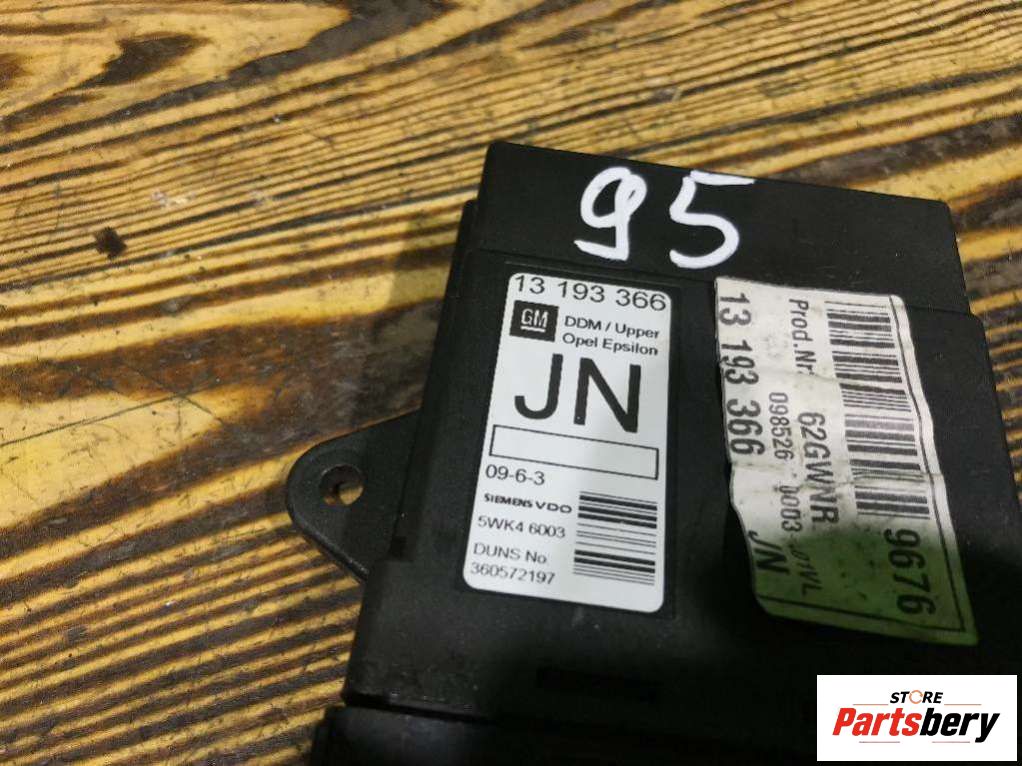 95
13 193 366
GM
DDM / Upper
Opel Epsilon
JN
09-6-3
SIEMENS VDO
5WK4 6003
DUNS No
360572197
9676
Prod.Nr: 62GWNR
098526 0003
13 193 366 JN
STORE
Partsbery